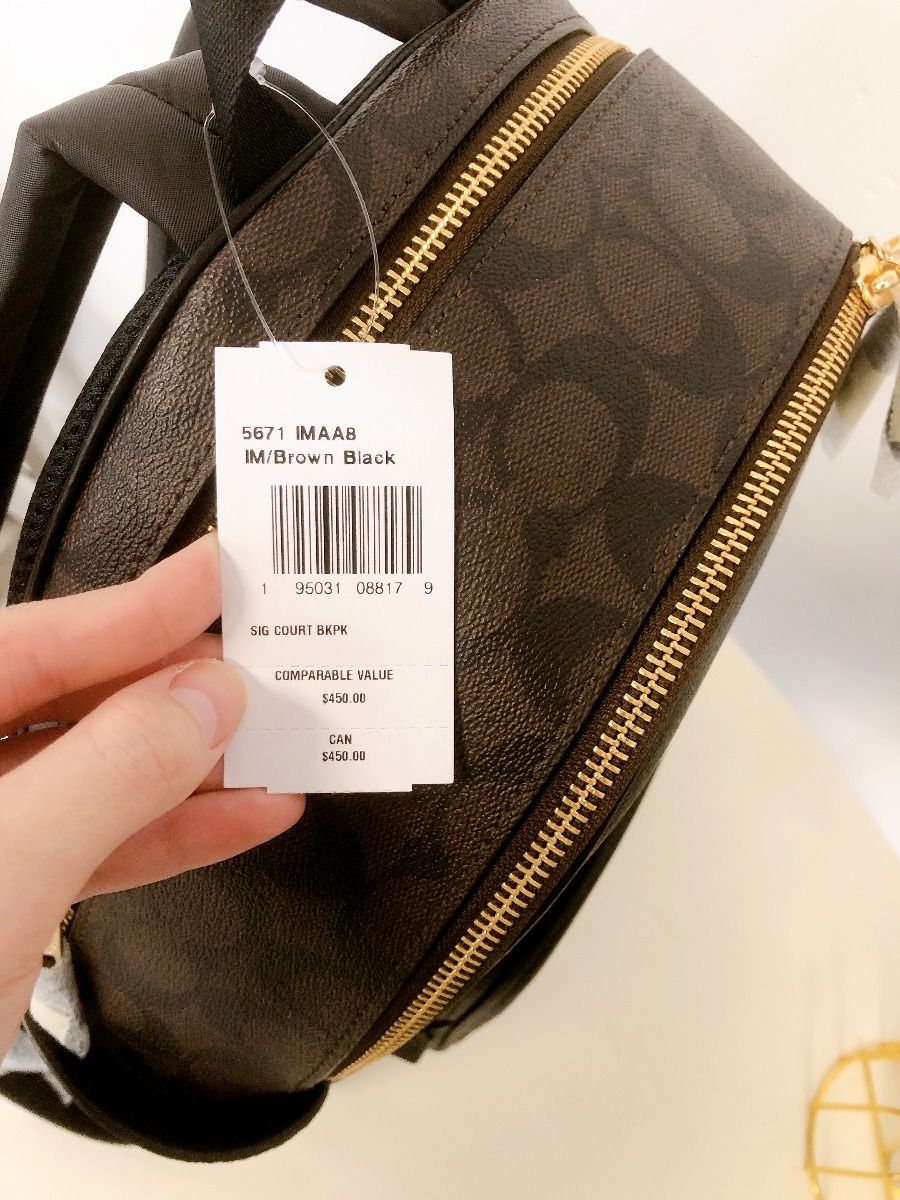 5671 IMAA8
IM/Brown Black
1 95031 08817 9
SIG COURT BKPK
COMPARABLE VALUE
$450.00
CAN
$450.00